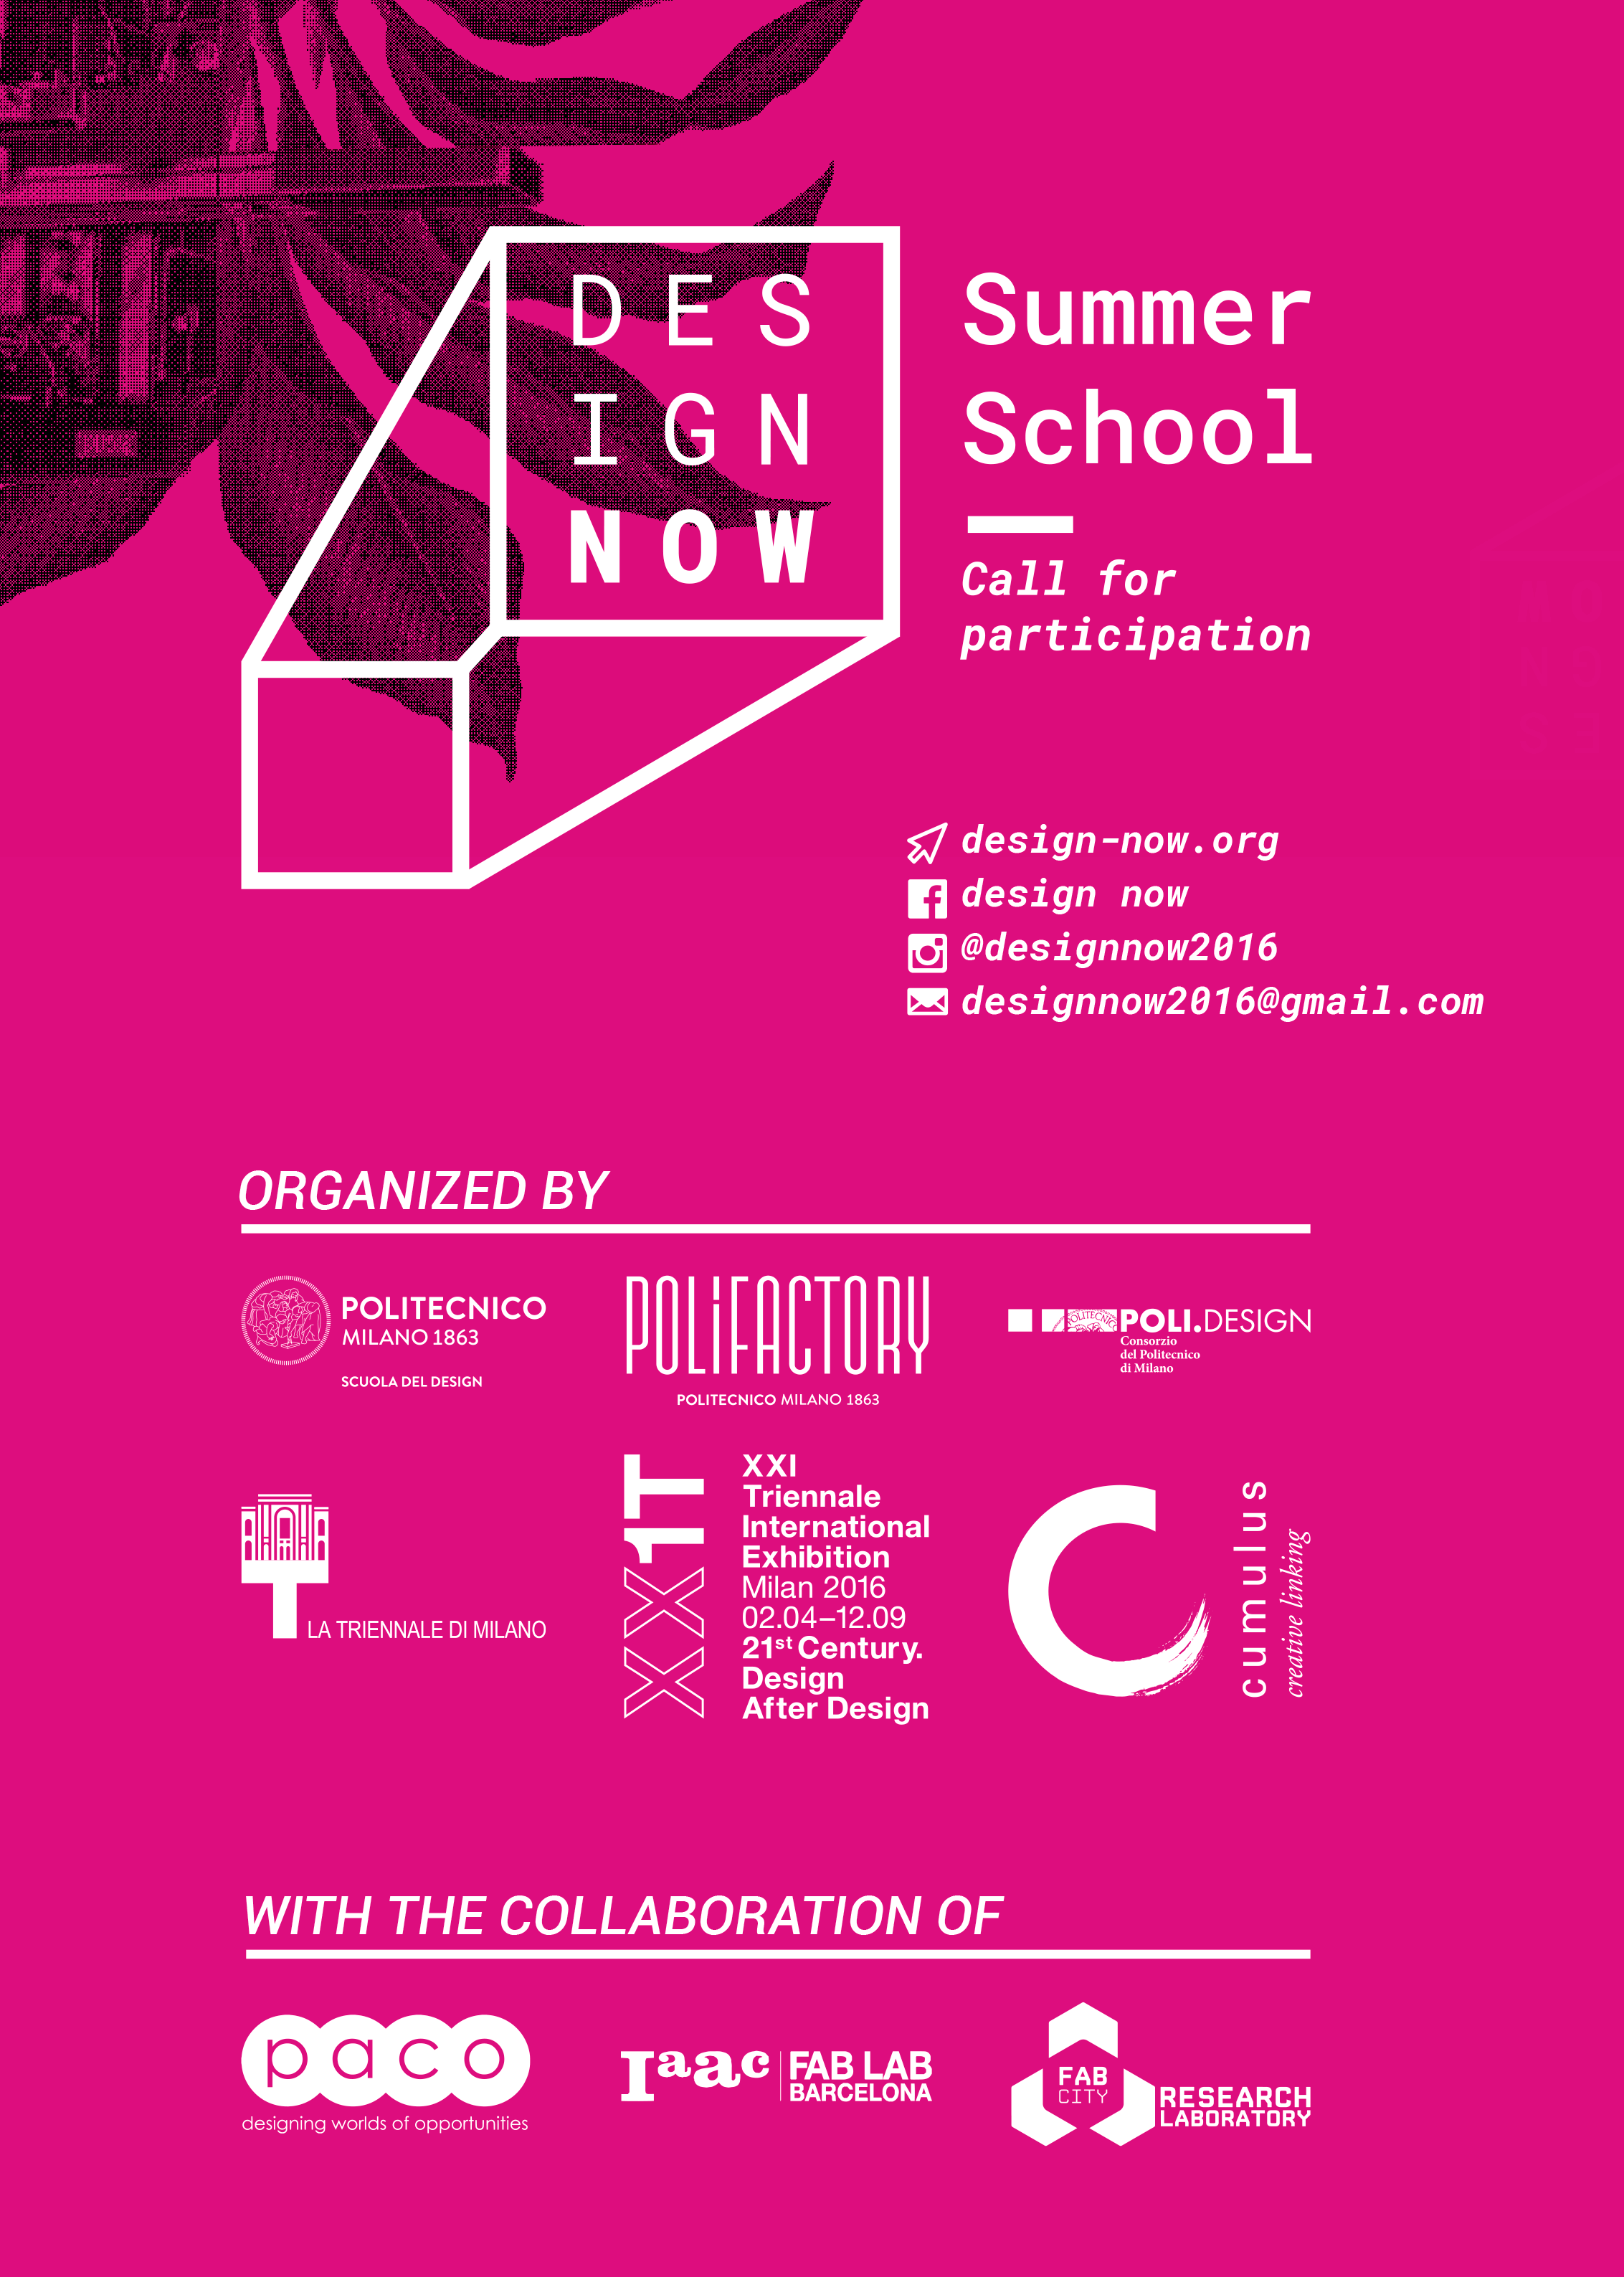 DES
IGN
NOW
Summer
School
Call for
participation
design-now.org
design now
@designnow2016
designnow2016@gmail.com
ORGANIZED BY
POLITECNICO
MILANO 1863
SCUOLA DEL DESIGN
POLIFACTORY
POLITECNICO MILANO 1863
POLITECNICO
POLI.DESIGN
Consorzio
del Politecnico
di Milano
LA TRIENNALE DI MILANO
XX1T
XXI
Triennale
International
Exhibition
Milan 2016
02.04–12.09
21st Century.
Design
After Design
cumulus
creative linking
WITH THE COLLABORATION OF
paco
designing worlds of opportunities
Iaac
FAB LAB
BARCELONA
FAB
CITY
RESEARCH
LABORATORY